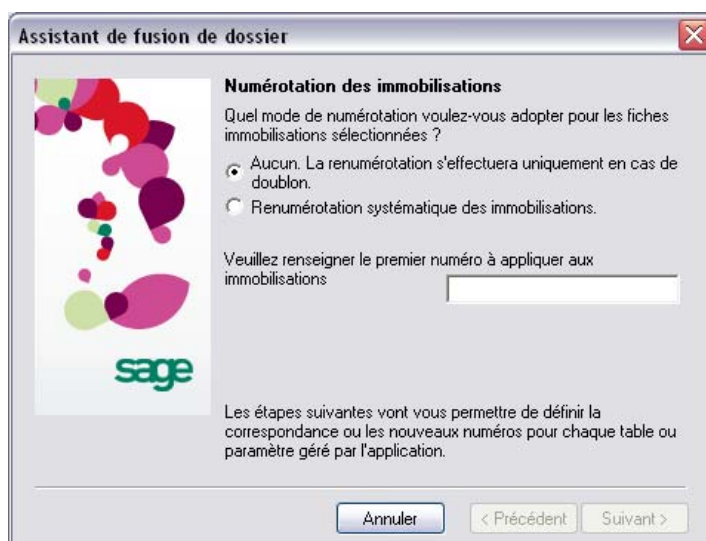 Assistant de fusion de dossier
Numérotation des immobilisations
Quel mode de numérotation voulez-vous adopter pour les fiches
immobilisations sélectionnées ?
Aucun. La renumérotation s'effectuera uniquement en cas de
doublon.
Renumérotation systématique des immobilisations.
Veuillez renseigner le premier numéro à appliquer aux
immobilisations
sage
Les étapes suivantes vont vous permettre de définir la
correspondance ou les nouveaux numéros pour chaque table ou
paramètre géré par l'application.
Annuler
< Précédent
Suivant >